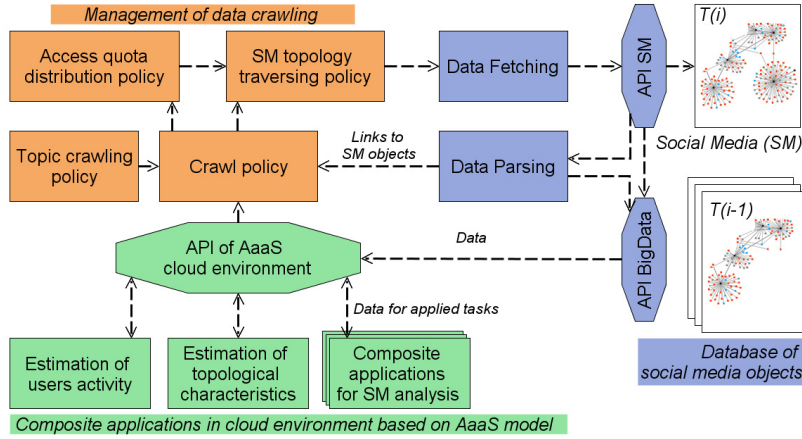 Management of data crawling
Access quota
distribution policy
SM topology
traversing policy
Data Fetching
API SM
T(i)
Social Media (SM)
Topic crawling
policy
Crawl policy
Links to
SM objects
Data Parsing
API BigData
T(i-1)
API of AaaS
cloud environment
Data
Data for applied tasks
Estimation of
users activity
Estimation of
topological
characteristics
Composite
applications
for SM analysis
Database of
social media objects
Composite applications in cloud environment based on AaaS model